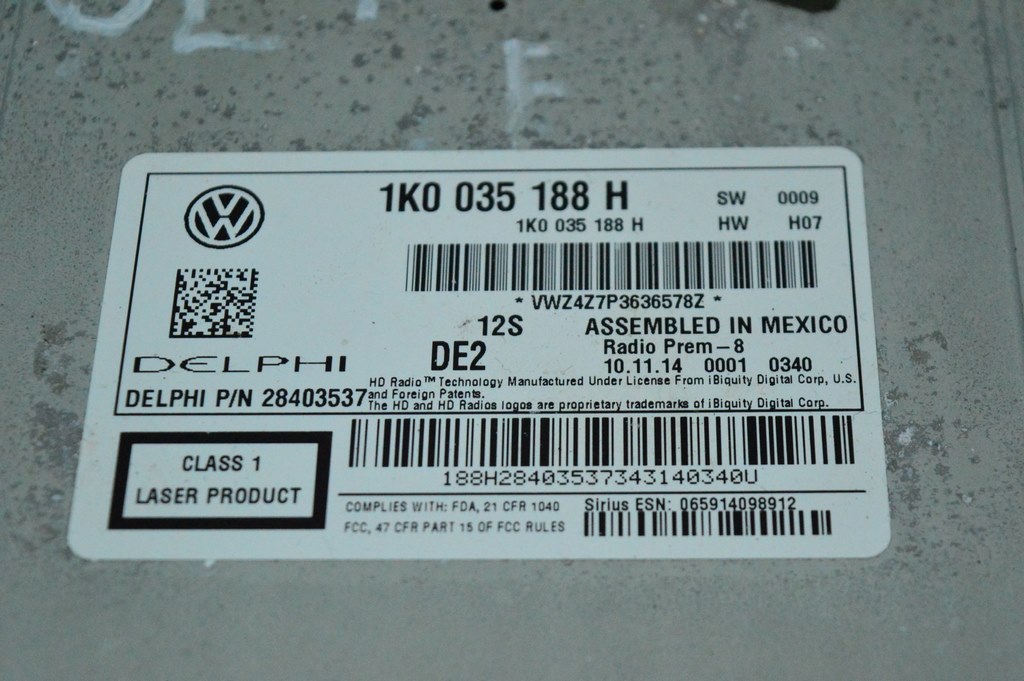 F
VW
1K0 035 188 H
SW 0009
1K0 035 188 H
HW H07
* VWZ4Z7P3636578Z *
12S
ASSEMBLED IN MEXICO
DE2
Radio Prem-8
DELPHI
10.11.14 0001 0340
DELPHI P/N 28403537
HD Radio™ Technology Manufactured Under License From iBiquity Digital Corp, U.S.
and Foreign Patents.
The HD and HD Radios logos are proprietary trademarks of iBiquity Digital Corp.
CLASS 1
LASER PRODUCT
188H28403537343140340U
COMPLIES WITH: FDA, 21 CFR 1040
FCC, 47 CFR PART 15 OF FCC RULES
Sirius ESN: 065914098912